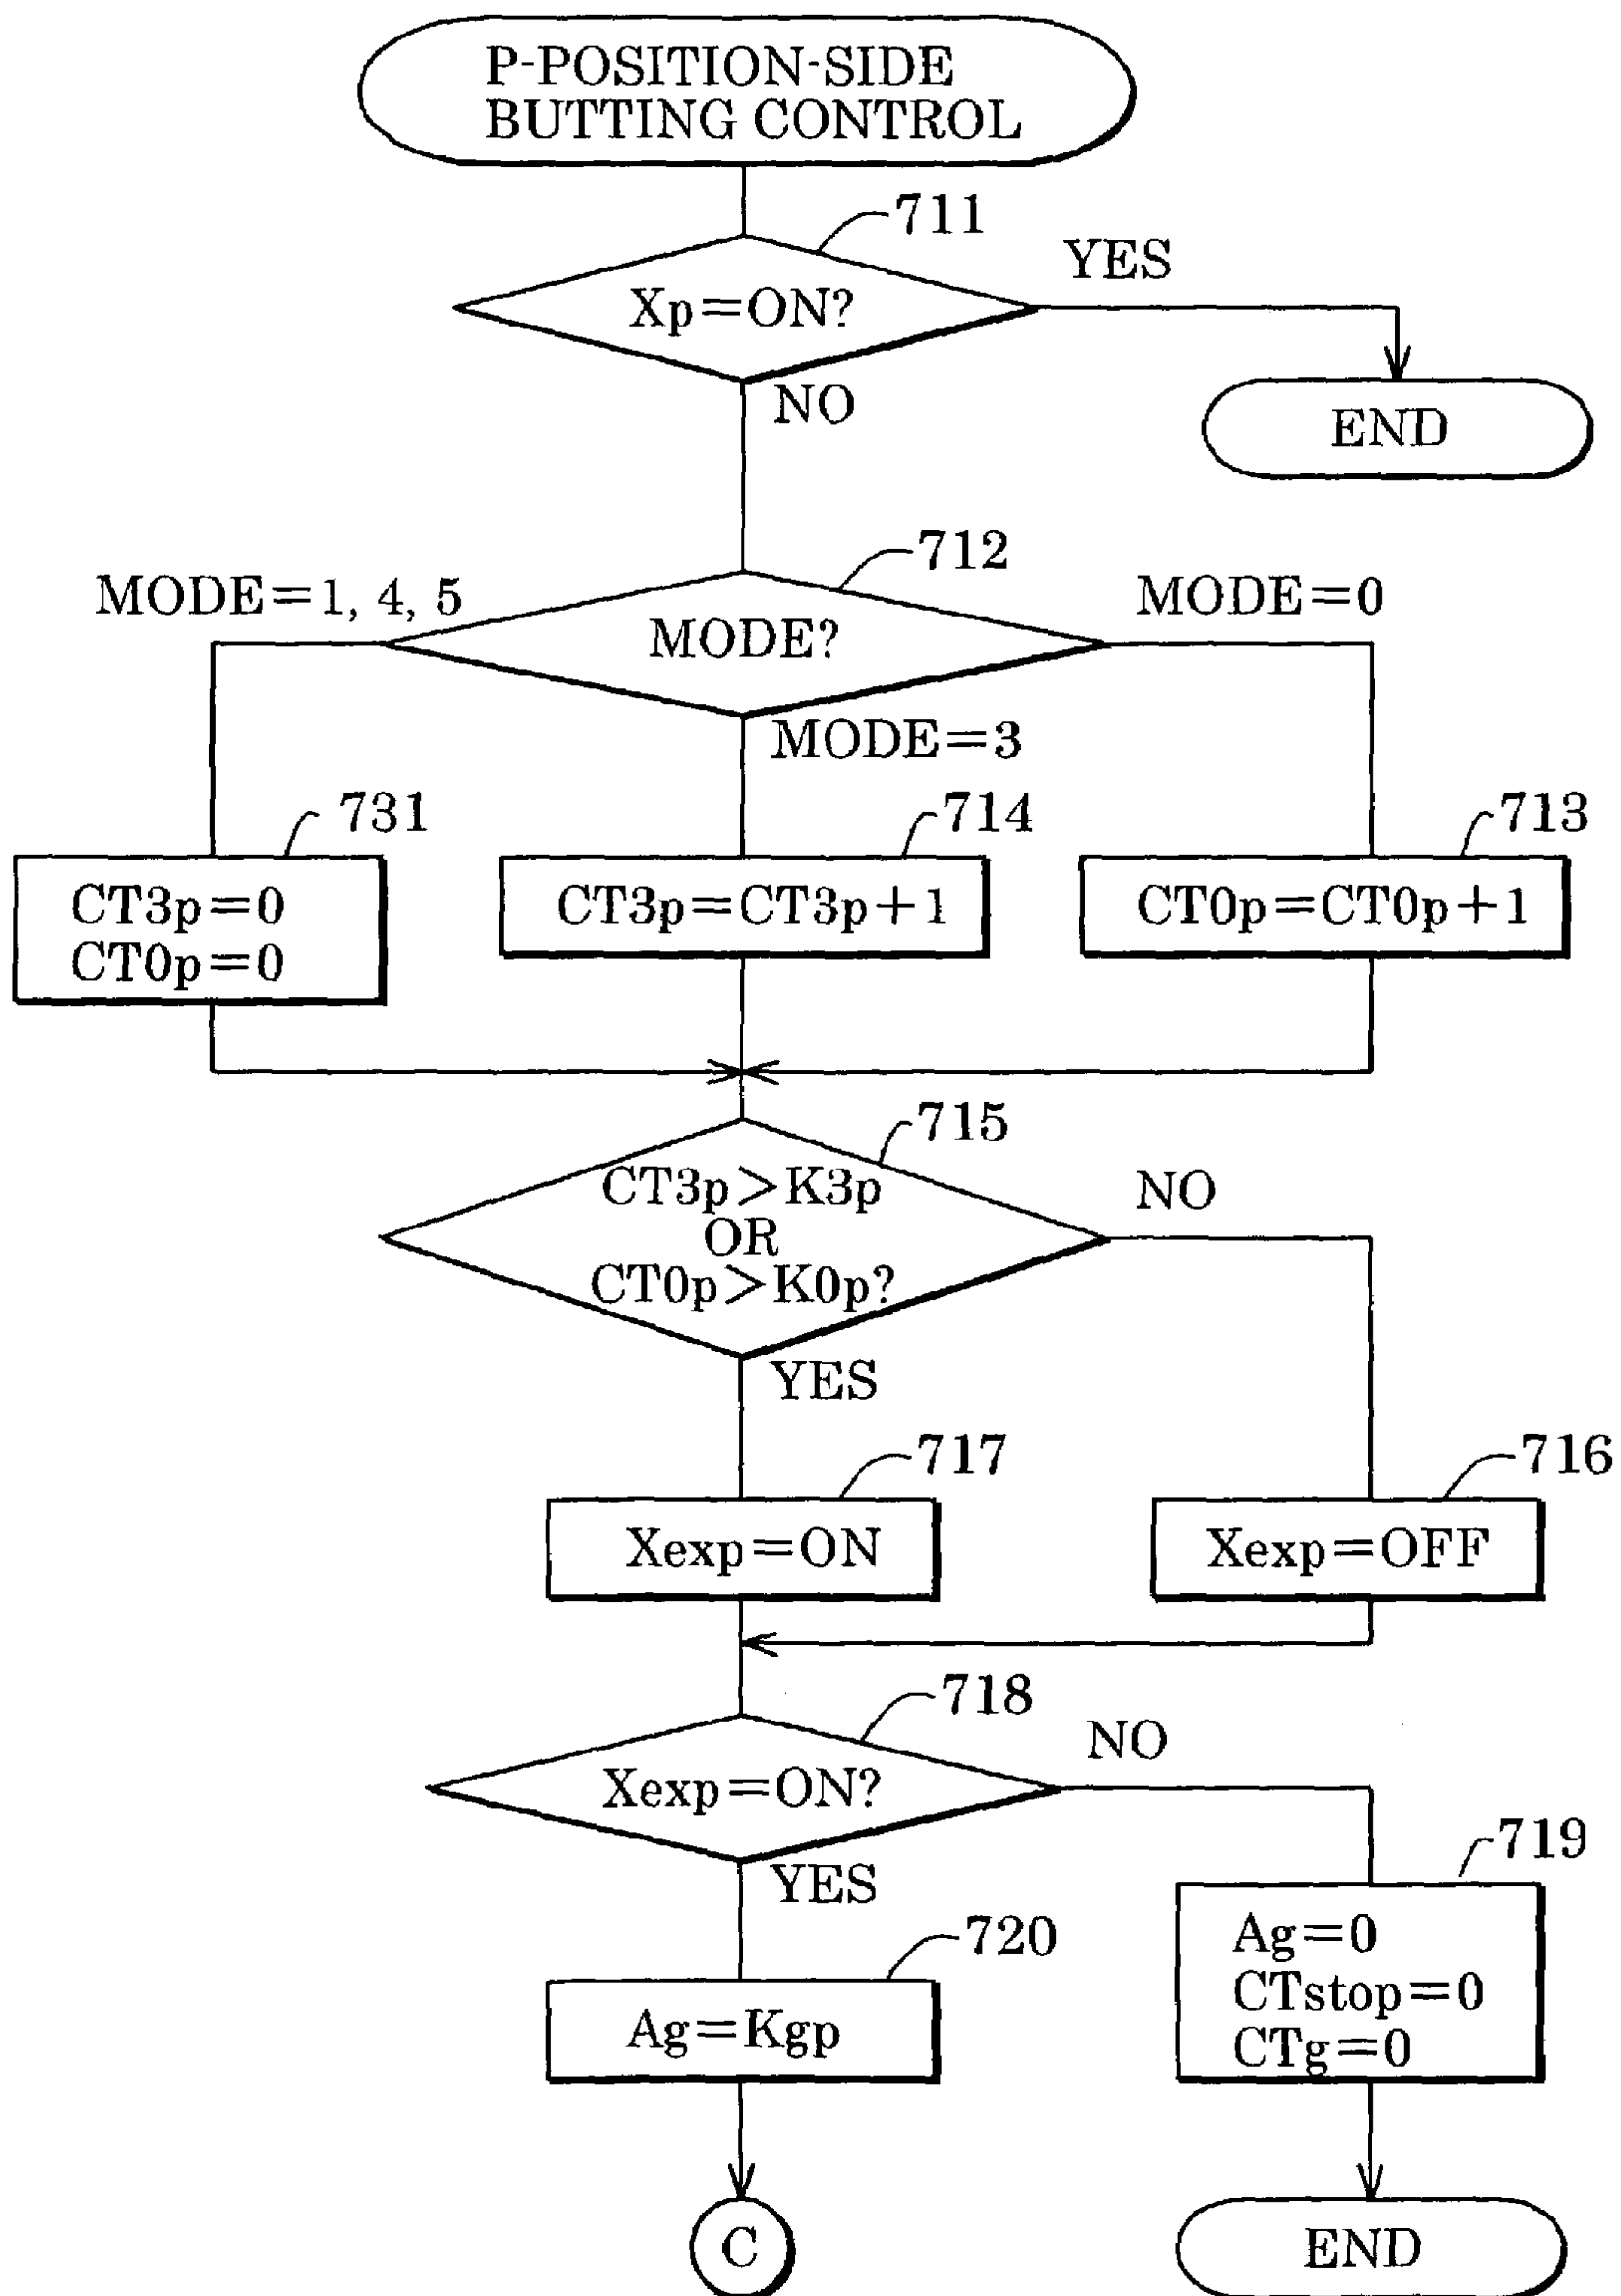 P-POSITION-SIDE
BUTTING CONTROL
711
Xp=ON?
YES
NO
END
712
MODE=1, 4, 5
MODE?
MODE=0
MODE=3
731
CT3p=0
CT0p=0
714
CT3p=CT3p+1
713
CT0p=CT0p+1
715
CT3p>K3p
OR
CT0p>K0p?
NO
YES
717
Xexp=ON
716
Xexp=OFF
718
Xexp=ON?
NO
YES
719
Ag=0
CTstop=0
CTg=0
720
Ag=Kgp
C
END